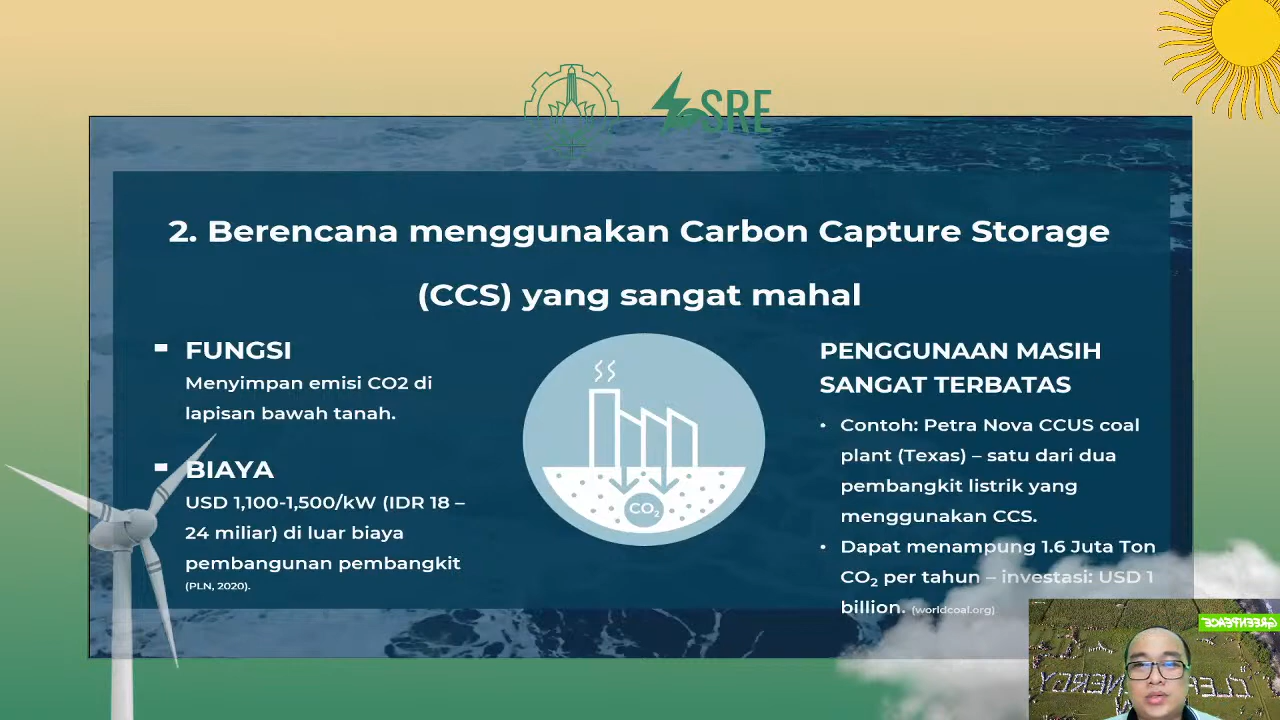 SRE
2. Berencana menggunakan Carbon Capture Storage
(CCS) yang sangat mahal
FUNGSI
Menyimpan emisi CO2 di
lapisan bawah tanah.
BIAYA
USD 1,100-1,500/kW (IDR 18 –
24 miliar) di luar biaya
pembangunan pembangkit
(PLN, 2020).
CO₂
PENGGUNAAN MASIH
SANGAT TERBATAS
• Contoh: Petra Nova CCUS coal
plant (Texas) – satu dari dua
pembangkit listrik yang
menggunakan CCS.
• Dapat menampung 1.6 Juta Ton
CO₂ per tahun – investasi: USD 1
billion. (worldcoal.org)
GREENPEACE